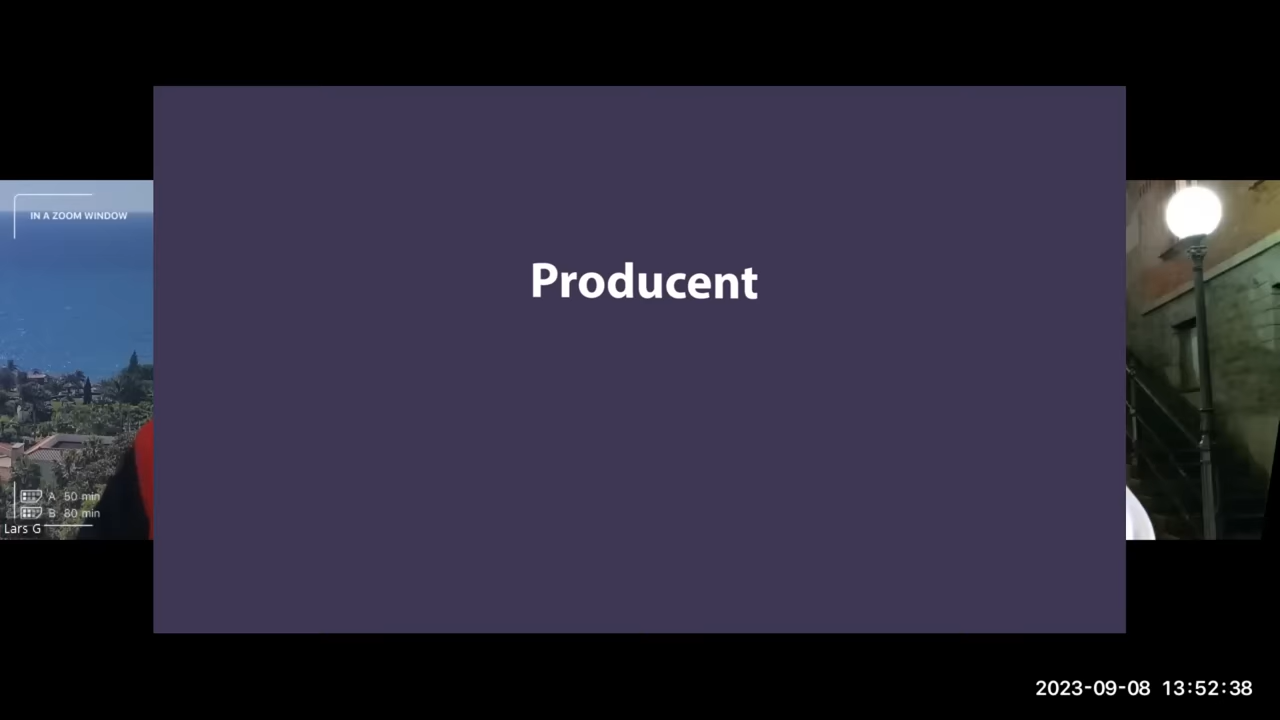 IN A ZOOM WINDOW
Producent
A 50 min
B 80 min
Lars G
2023-09-08 13:52:38